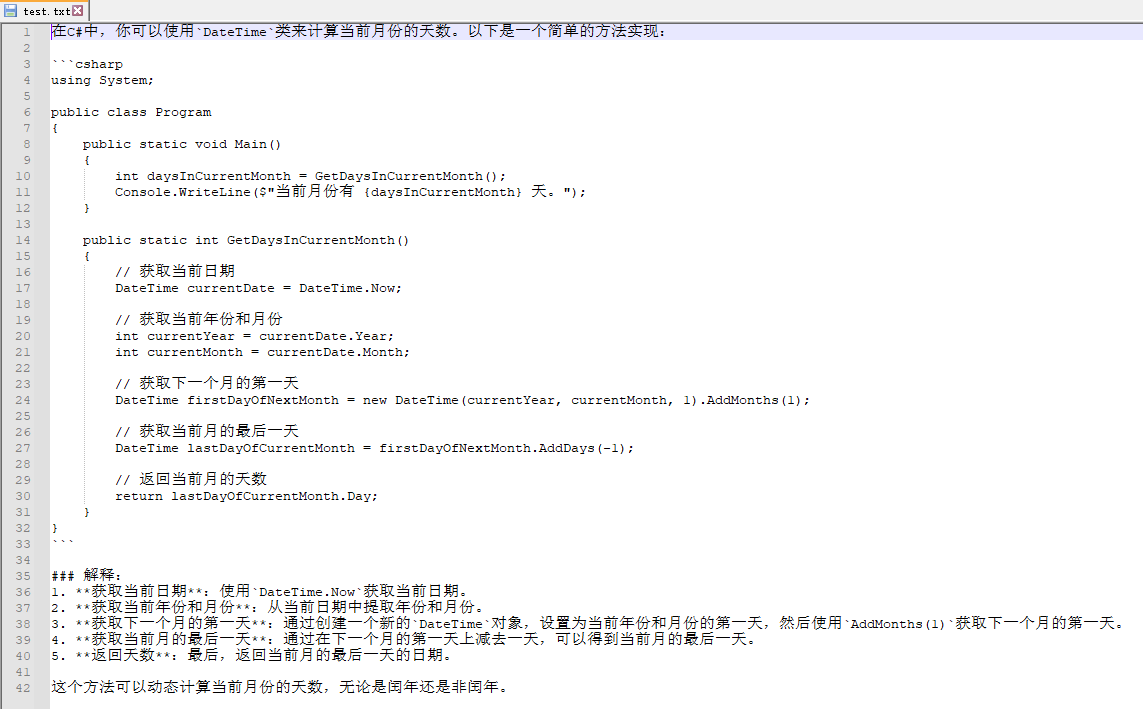 test.txt
1 在C#中，你可以使用`DateTime`类来计算当前月份的天数。以下是一个简单的方法实现：
2
3 ```csharp
4 using System;
5
6 public class Program
7 {
8     public static void Main()
9     {
10         int daysInCurrentMonth = GetDaysInCurrentMonth();
11         Console.WriteLine($"当前月份有 {daysInCurrentMonth} 天。");
12     }
13
14     public static int GetDaysInCurrentMonth()
15     {
16         // 获取当前日期
17         DateTime currentDate = DateTime.Now;
18
19         // 获取当前年份和月份
20         int currentYear = currentDate.Year;
21         int currentMonth = currentDate.Month;
22
23         // 获取下一个月的第一天
24         DateTime firstDayOfNextMonth = new DateTime(currentYear, currentMonth, 1).AddMonths(1);
25
26         // 获取当前月的最后一天
27         DateTime lastDayOfCurrentMonth = firstDayOfNextMonth.AddDays(-1);
28
29         // 返回当前月的天数
30         return lastDayOfCurrentMonth.Day;
31     }
32 }
33 ```
34
35 ### 解释：
36 1. **获取当前日期**：使用`DateTime.Now`获取当前日期。
37 2. **获取当前年份和月份**：从当前日期中提取年份和月份。
38 3. **获取下一个月的第一天**：通过创建一个新的`DateTime`对象，设置为当前年份和月份的第一天，然后使用`AddMonths(1)`获取下一个月的第一天。
39 4. **获取当前月的最后一天**：通过在下一个月的第一天上减去一天，可以得到当前月的最后一天。
40 5. **返回天数**：最后，返回当前月的最后一天的日期。
41
42 这个方法可以动态计算当前月份的天数，无论是闰年还是非闰年。